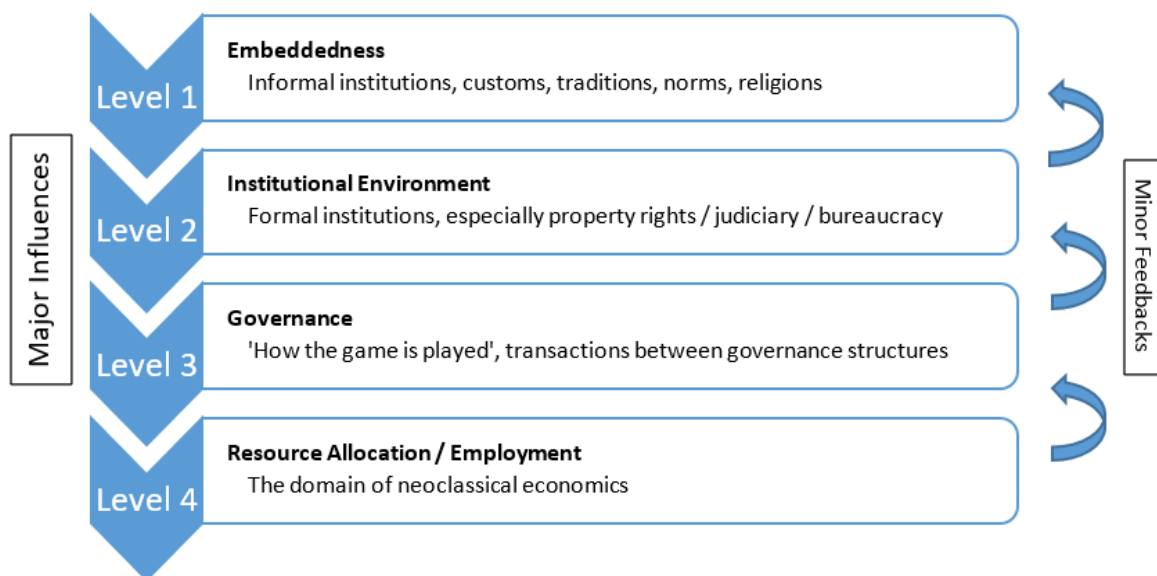 Major Influences
Level 1
Embeddedness
Informal institutions, customs, traditions, norms, religions
Level 2
Institutional Environment
Formal institutions, especially property rights / judiciary / bureaucracy
Level 3
Governance
'How the game is played', transactions between governance structures
Level 4
Resource Allocation / Employment
The domain of neoclassical economics
Minor Feedbacks